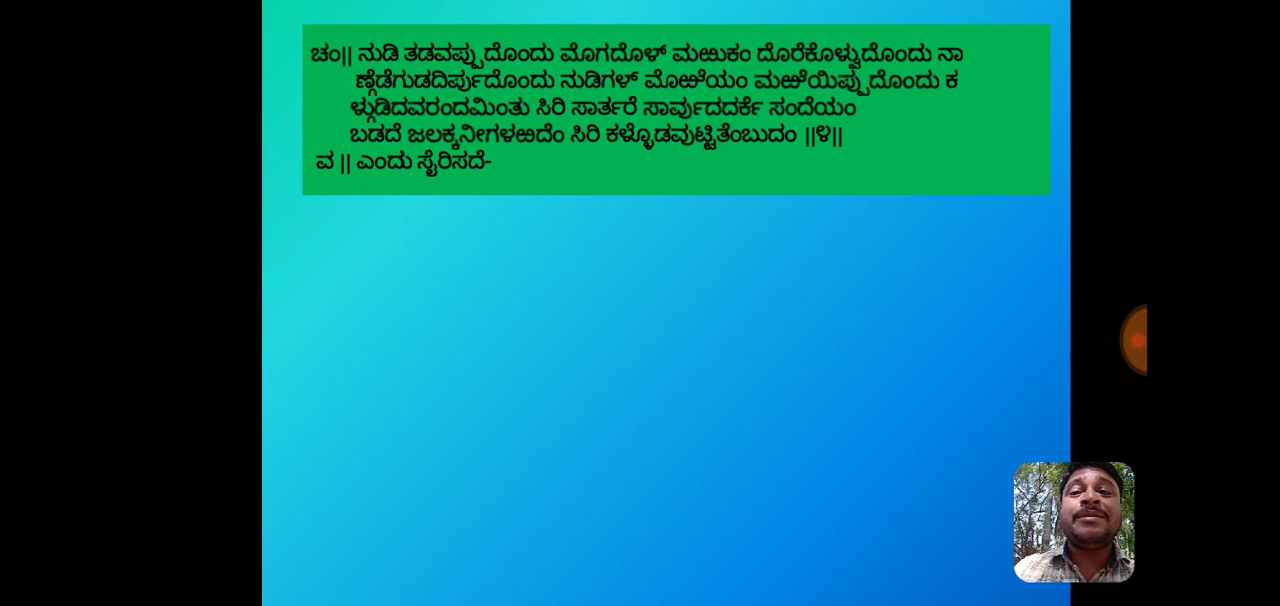 ಚಂ|| ನುಡಿ ತಡವಪ್ಪುದೊಂದು ಮೊಗದೊಳ್ ಮಱುಕಂ ದೊರೆಕೊಳ್ವುದೊಂದು ನಾ
ಣ್ಗೆಡೆಗುಡದಿರ್ಪುದೊಂದು ನುಡಿಗಳ್ ಮೊಱೆಯಂ ಮಱೆಯಿಪ್ಪುದೊಂದು ಕ
ಳ್ಗುಡಿದವರಂದಮಿಂತು ಸಿರಿ ಸಾರ್ತರೆ ಸಾರ್ವುದದರ್ಕೆ ಸಂದೆಯಂ
ಬಡದೆ ಜಲಕ್ಕನೀಗಳಱದೆಂ ಸಿರಿ ಕಳ್ಳೊಡವುಟ್ಟಿತೆಂಬುದಂ ||೪||
ವ || ಎಂದು ಸೈರಿಸದೆ-